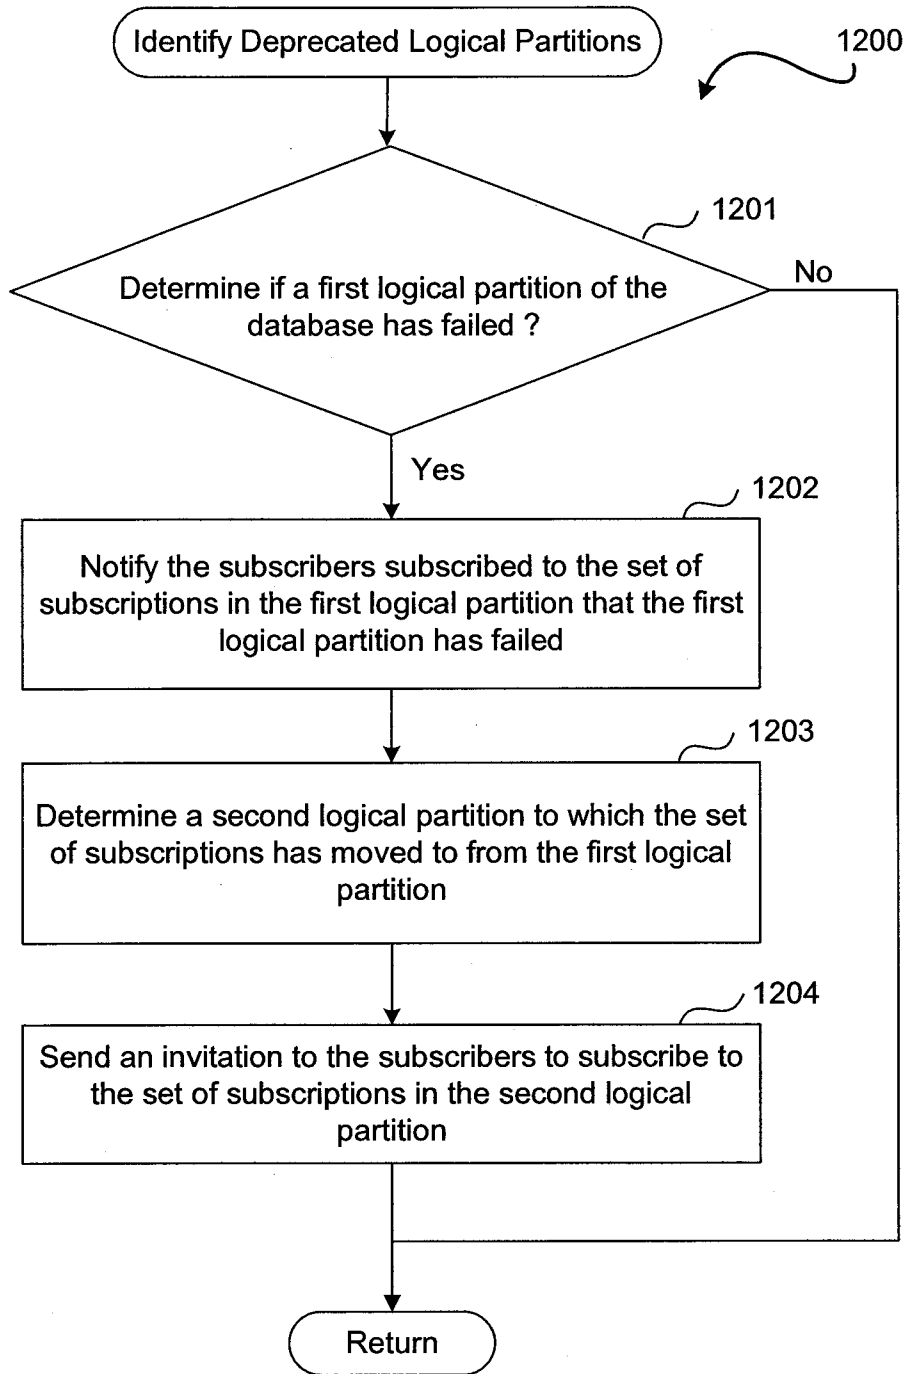 Identify Deprecated Logical Partitions
1200
1201
Determine if a first logical partition of the
database has failed ?
No
Yes
1202
Notify the subscribers subscribed to the set of
subscriptions in the first logical partition that the first
logical partition has failed
1203
Determine a second logical partition to which the set
of subscriptions has moved to from the first logical
partition
1204
Send an invitation to the subscribers to subscribe to
the set of subscriptions in the second logical
partition
Return